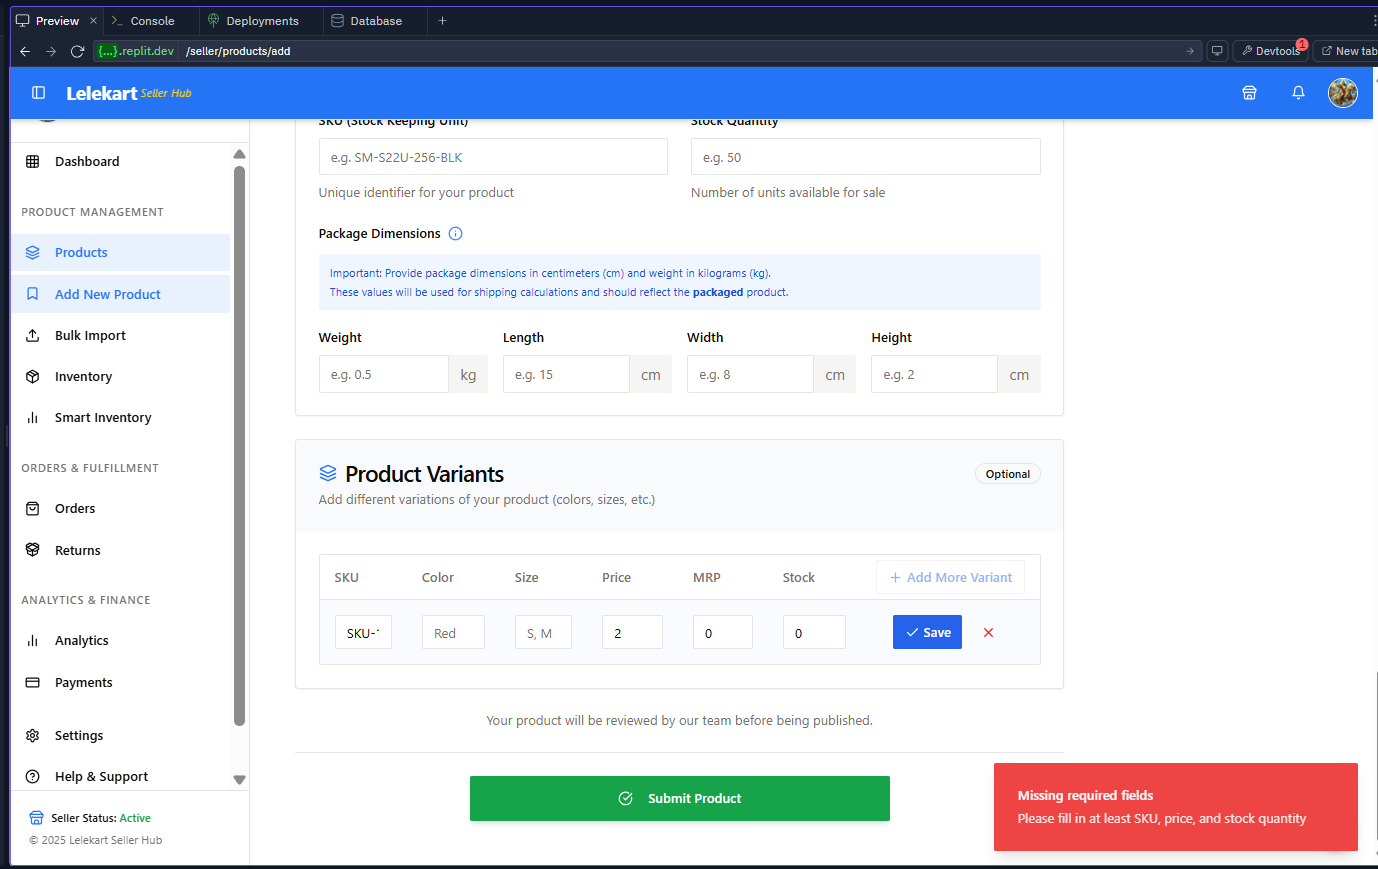 Preview
Console
Deployments
Database
{...}.replit.dev /seller/products/add
Devtools 1
New tab
Lelekart Seller Hub
Dashboard
PRODUCT MANAGEMENT
Products
Add New Product
Bulk Import
Inventory
Smart Inventory
ORDERS & FULFILLMENT
Orders
Returns
ANALYTICS & FINANCE
Analytics
Payments
Settings
Help & Support
Seller Status: Active
© 2025 Lelekart Seller Hub
SKU (Stock Keeping Unit)
Stock Quantity
e.g. SM-S22U-256-BLK
e.g. 50
Unique identifier for your product
Number of units available for sale
Package Dimensions
Important: Provide package dimensions in centimeters (cm) and weight in kilograms (kg).
These values will be used for shipping calculations and should reflect the packaged product.
Weight Length Width Height
e.g. 0.5 kg e.g. 15 cm e.g. 8 cm e.g. 2 cm
Product Variants
Optional
Add different variations of your product (colors, sizes, etc.)
SKU Color Size Price MRP Stock + Add More Variant
SKU- Red S, M 2 0 0 Save
Your product will be reviewed by our team before being published.
Submit Product
Missing required fields
Please fill in at least SKU, price, and stock quantity